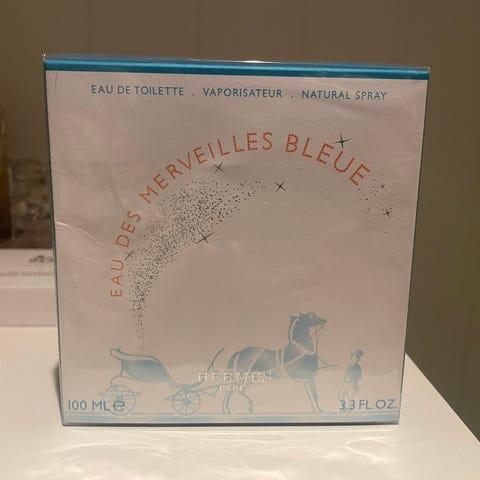 EAU DE TOILETTE . VAPORISATEUR . NATURAL SPRAY
EAU DES MERVEILLES BLEUE
HERMÈS
PARIS
100 ML e
3.3 FL.OZ.